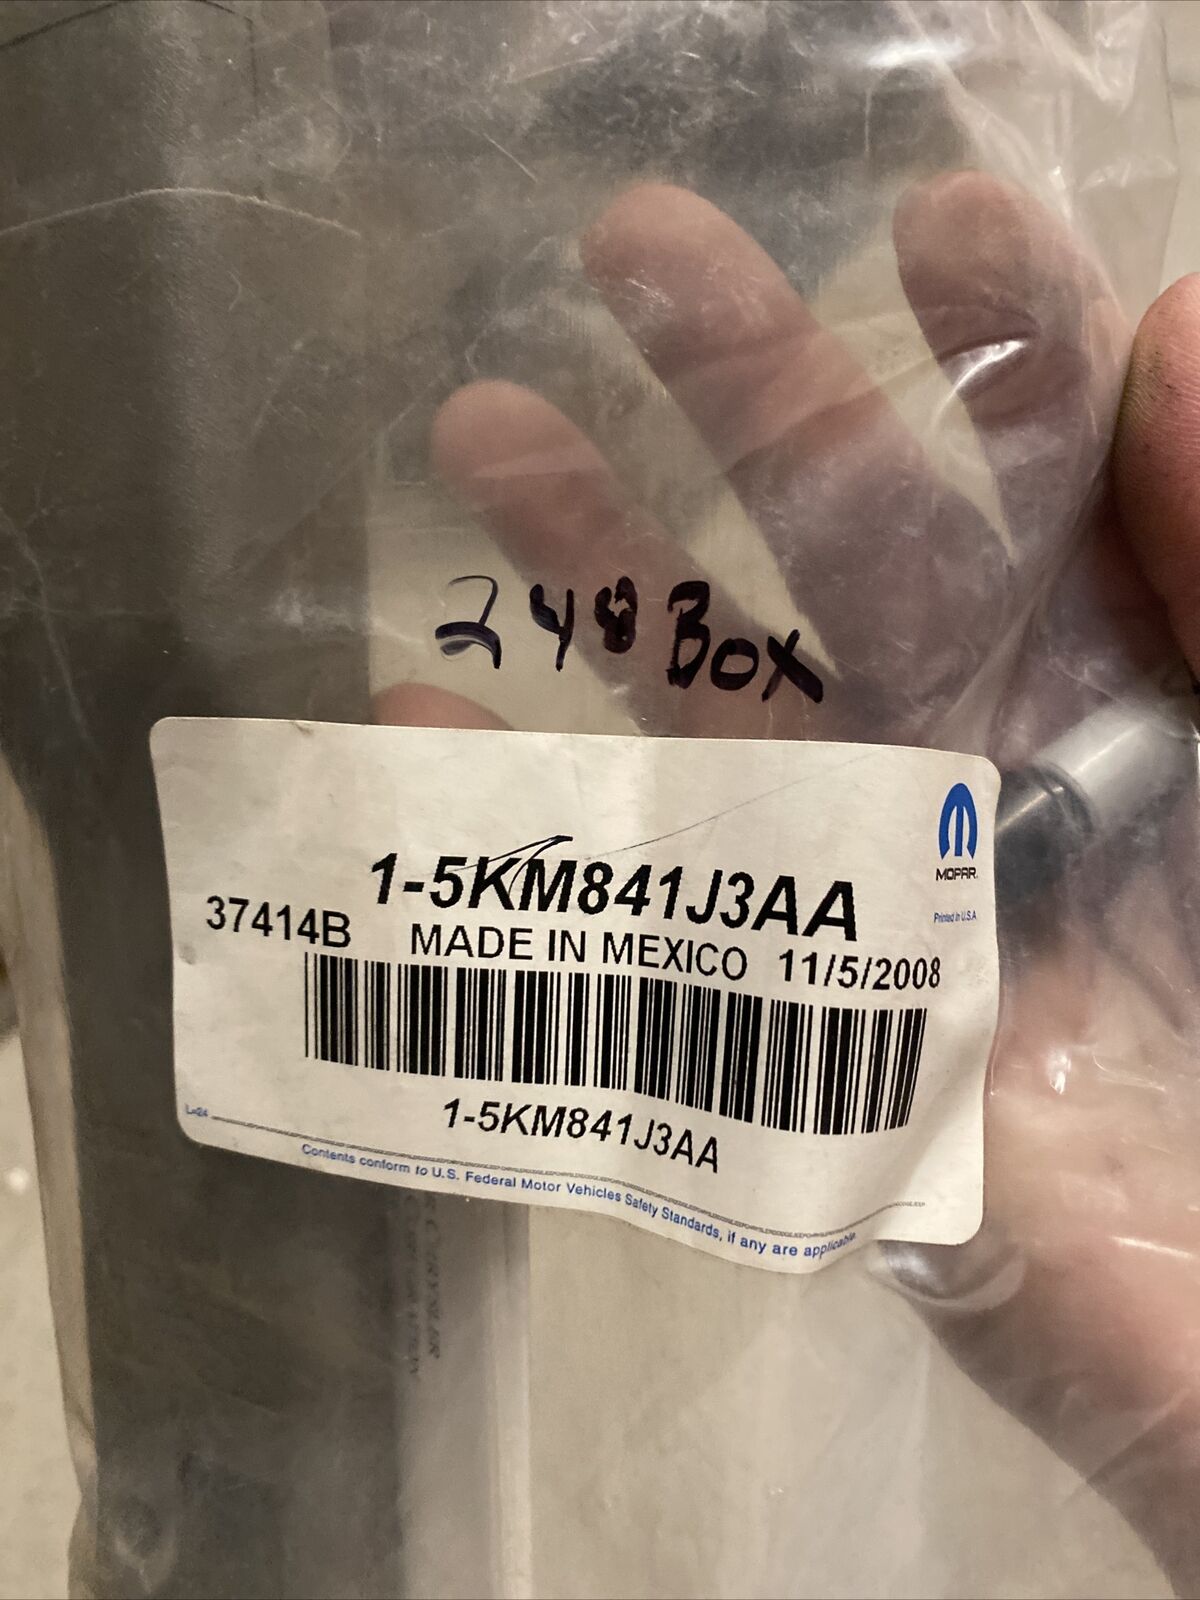 248 Box
MOPAR
Printed in U.S.A
1-5KM841J3AA
37414B MADE IN MEXICO 11/5/2008
1-5KM841J3AA
L=24
Contents conform to U.S. Federal Motor Vehicles Safety Standards, if any are applicable